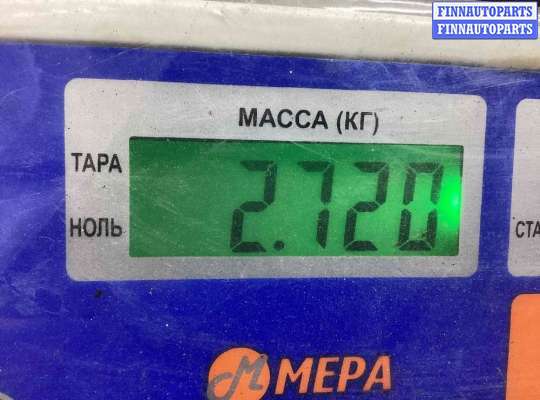 FINNAUTOPARTS
FINNAUTOPARTS
МАССА (КГ)
ТАРА
2.720
НОЛЬ
СТА
М МЕРА